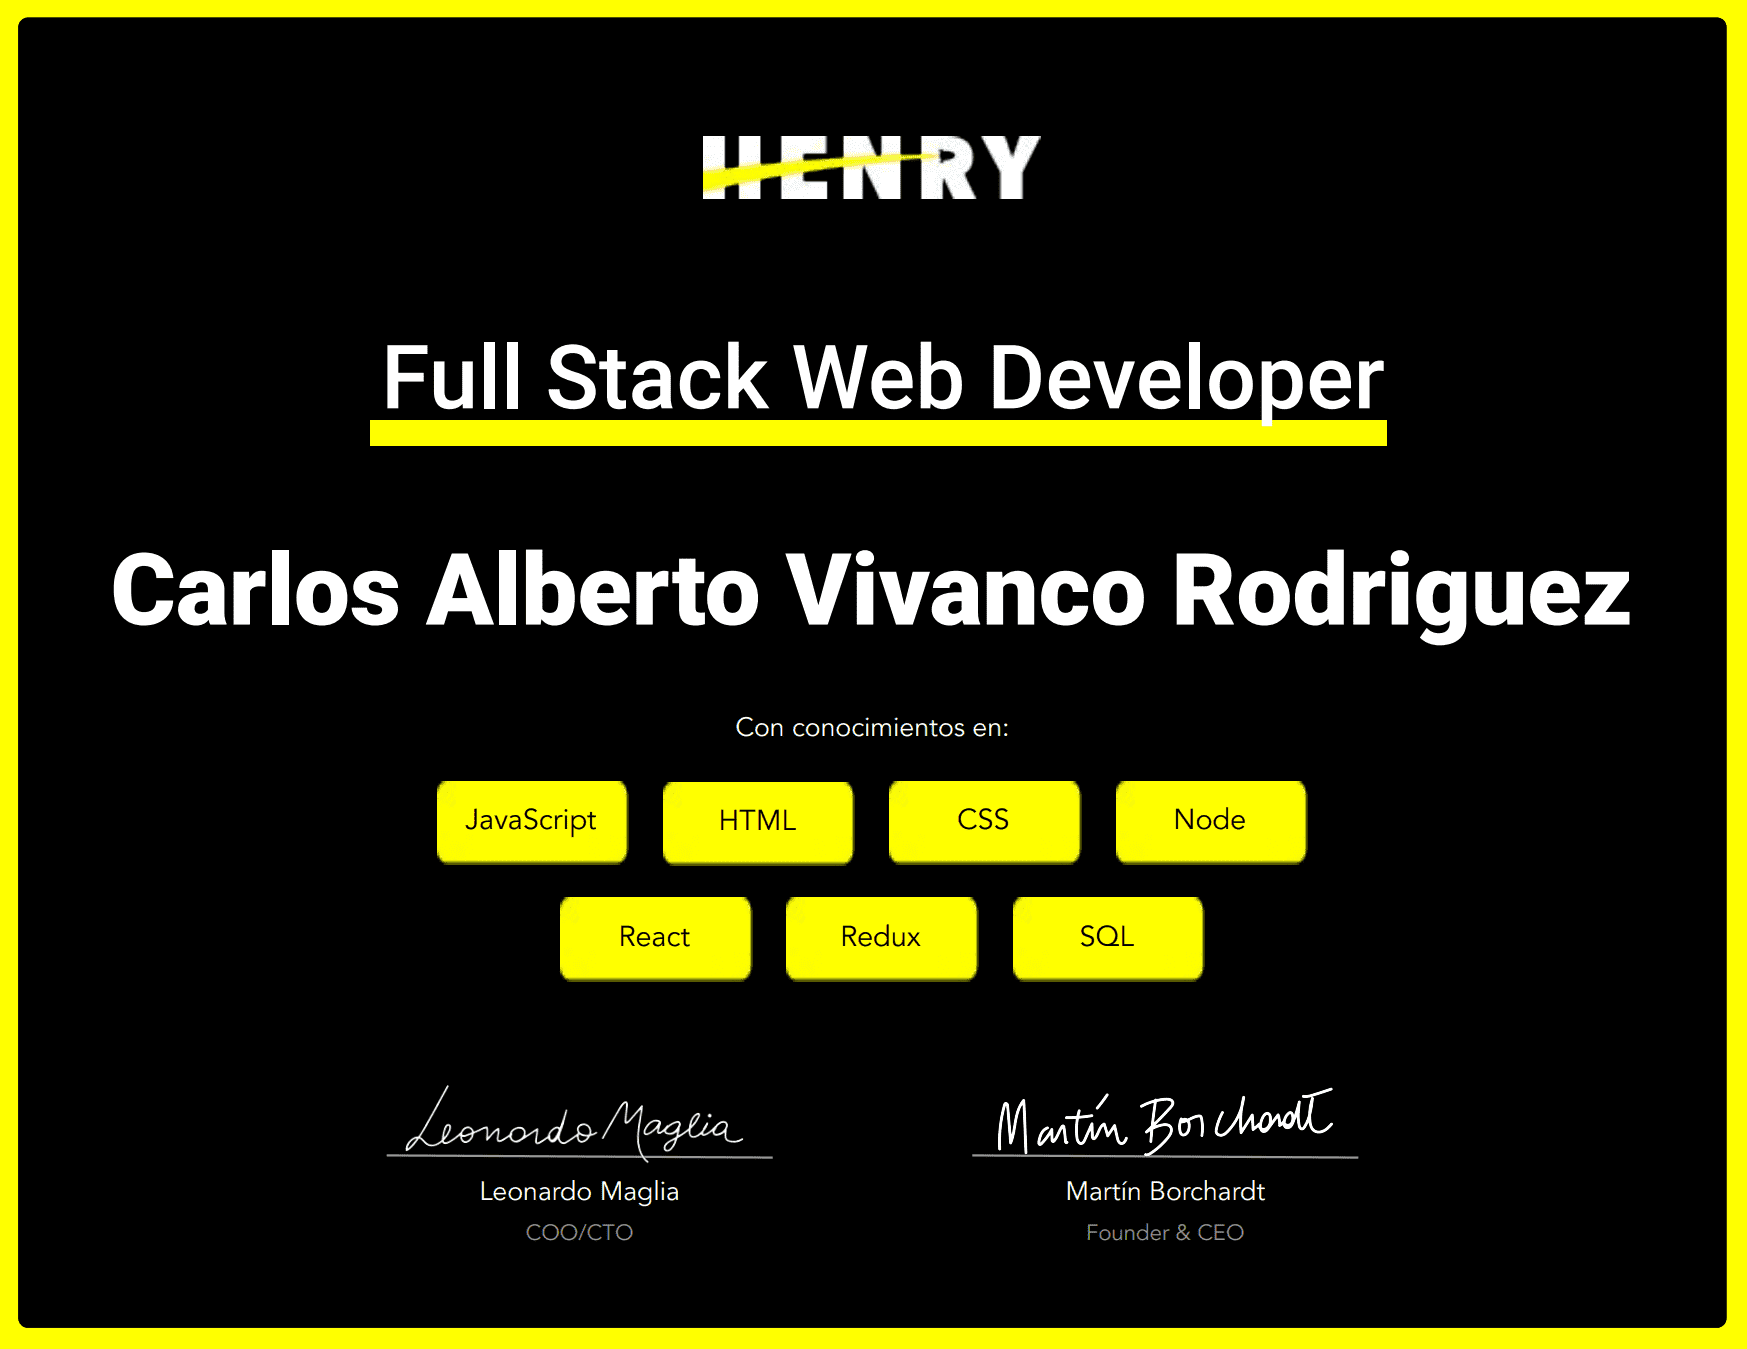 HENRY
Full Stack Web Developer
Carlos Alberto Vivanco Rodriguez
Con conocimientos en:
JavaScript HTML CSS Node
React Redux SQL
Leonardo Maglia Martín Borchardt
Leonardo Maglia Martín Borchardt
COO/CTO Founder & CEO